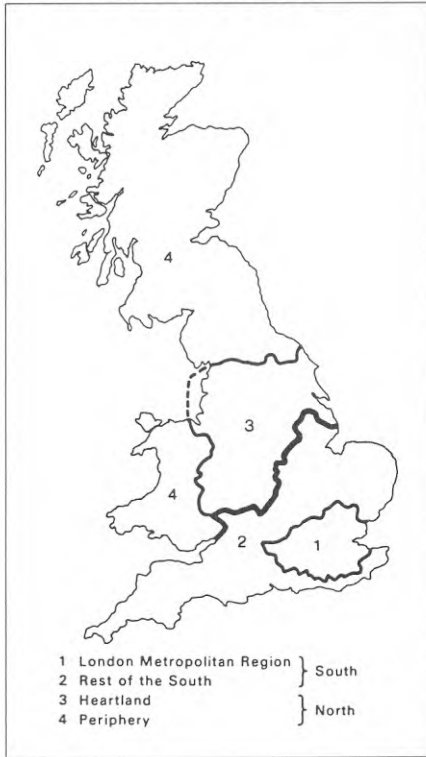 4
3
4
2
1
1 London Metropolitan Region
2 Rest of the South
} South
3 Heartland
4 Periphery
} North